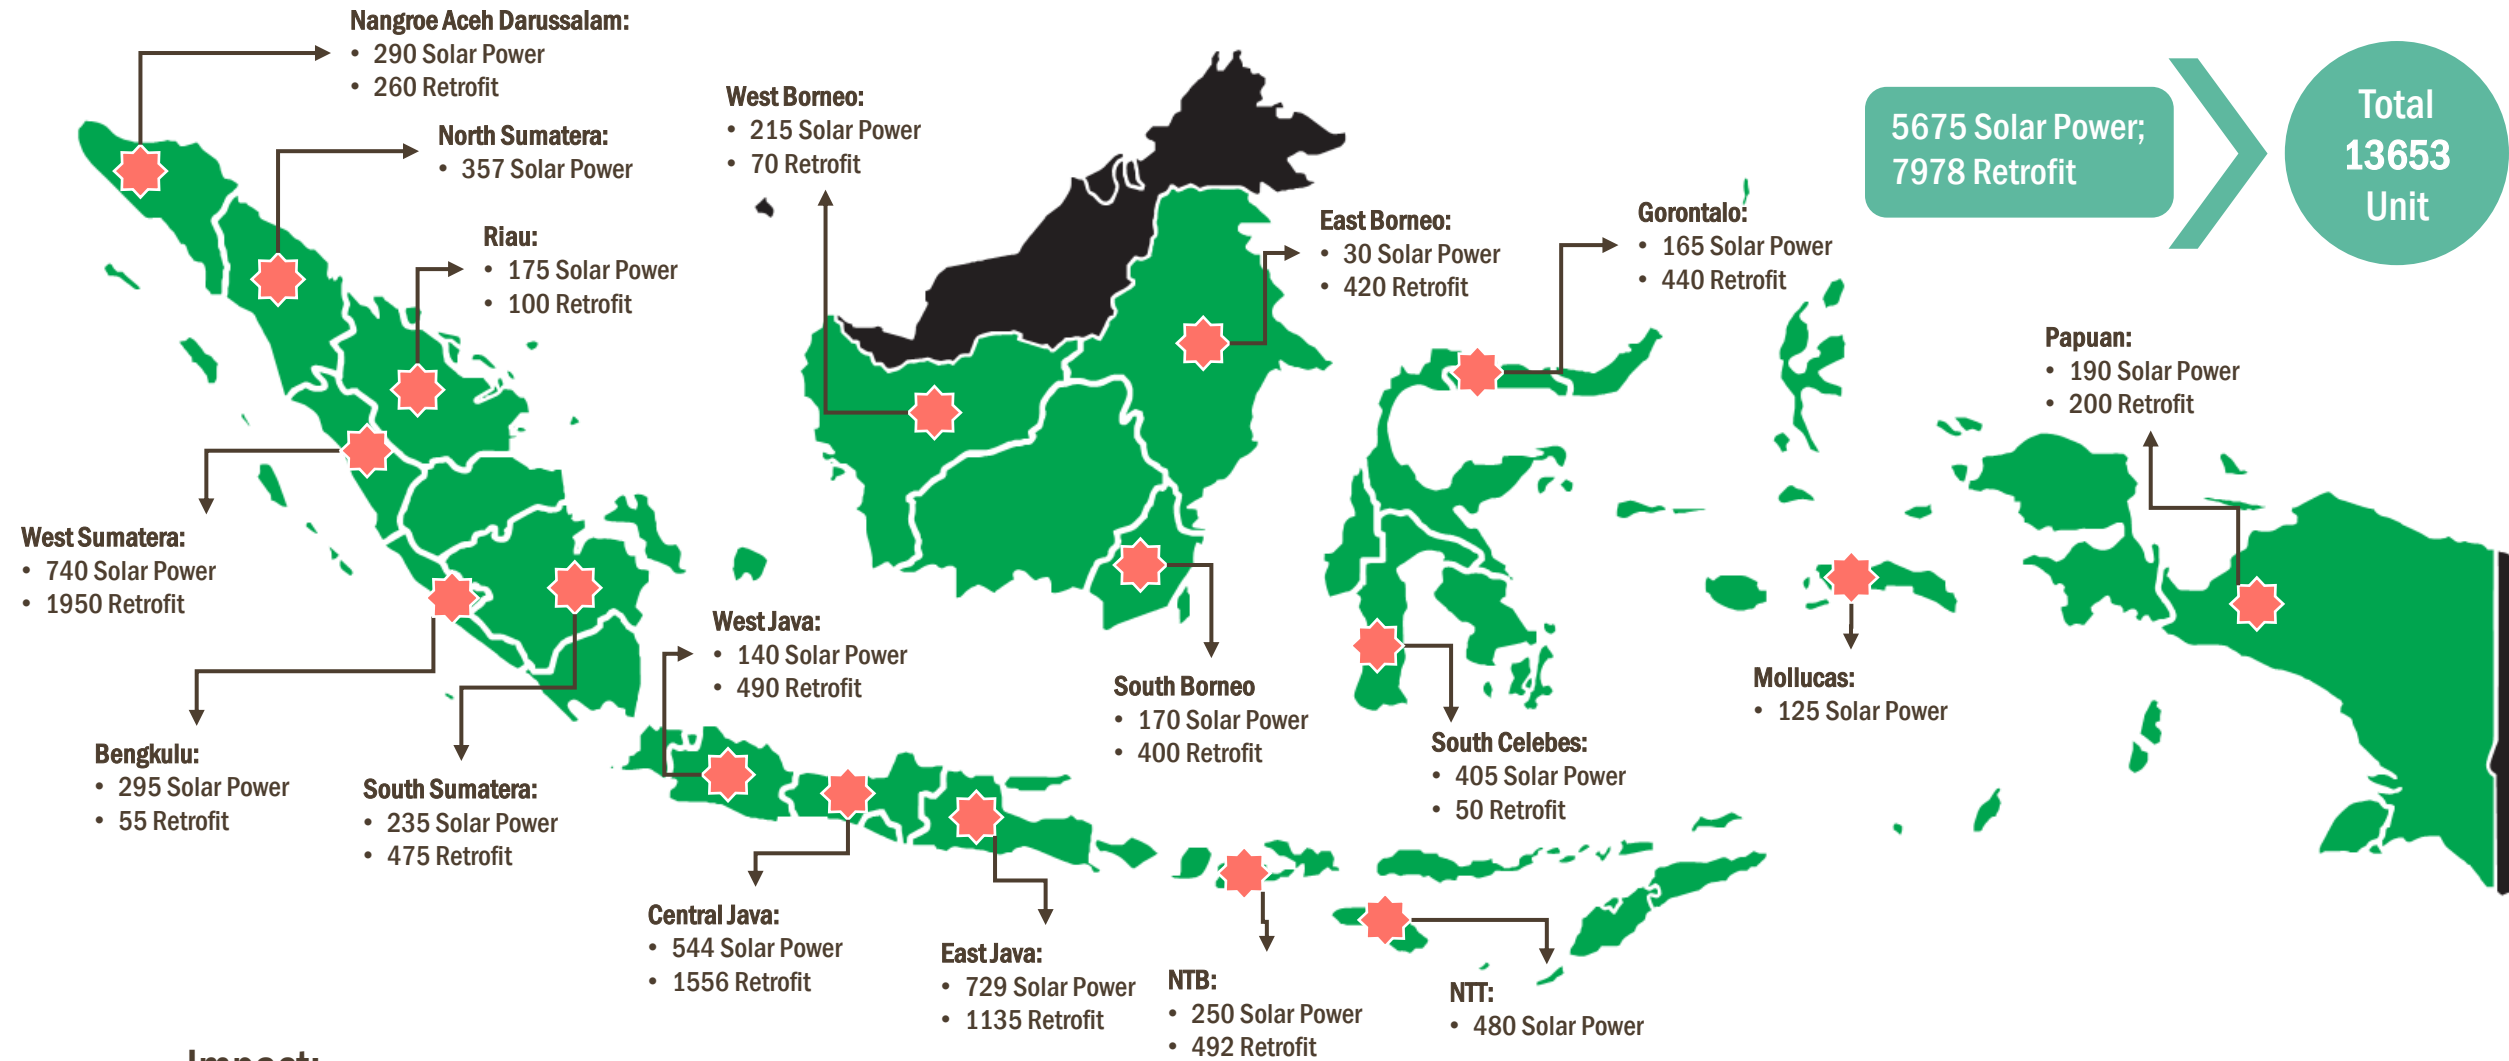 Nangroe Aceh Darussalam:
• 290 Solar Power
• 260 Retrofit
North Sumatera:
• 357 Solar Power
Riau:
• 175 Solar Power
• 100 Retrofit
West Borneo:
• 215 Solar Power
• 70 Retrofit
East Borneo:
• 30 Solar Power
• 420 Retrofit
Gorontalo:
• 165 Solar Power
• 440 Retrofit
5675 Solar Power;
7978 Retrofit
Total
13653
Unit
Papuan:
• 190 Solar Power
• 200 Retrofit
West Sumatera:
• 740 Solar Power
• 1950 Retrofit
Bengkulu:
• 295 Solar Power
• 55 Retrofit
South Sumatera:
• 235 Solar Power
• 475 Retrofit
West Java:
• 140 Solar Power
• 490 Retrofit
South Borneo
• 170 Solar Power
• 400 Retrofit
South Celebes:
• 405 Solar Power
• 50 Retrofit
Mollucas:
• 125 Solar Power
Central Java:
• 544 Solar Power
• 1556 Retrofit
East Java:
• 729 Solar Power
• 1135 Retrofit
NTB:
• 250 Solar Power
• 492 Retrofit
NTT:
• 480 Solar Power
Impact: